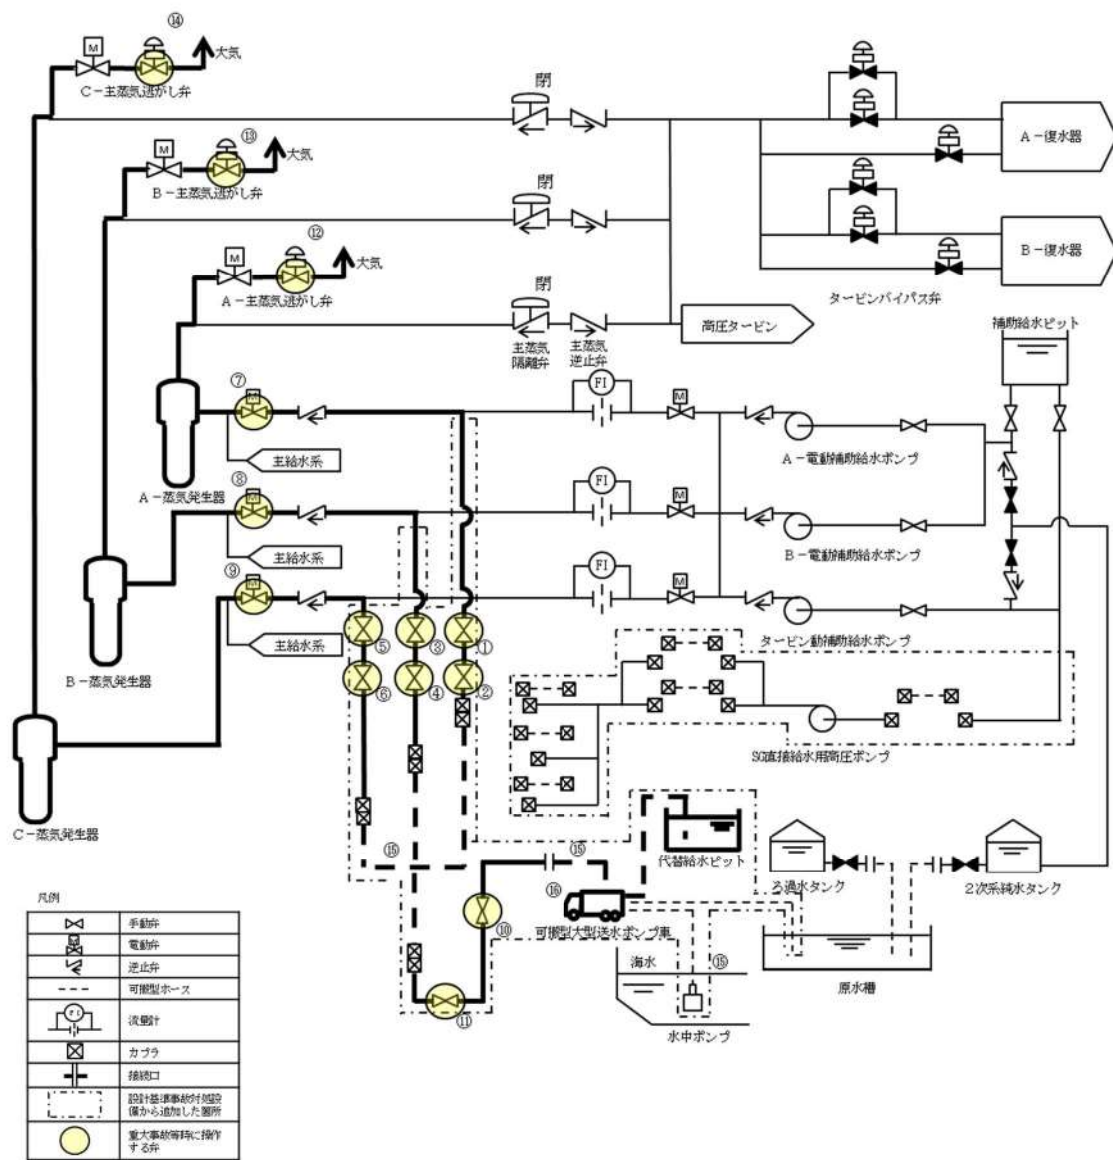 ⑭
M
大気
C-主蒸気逃がし弁
閉
A-復水器
⑬
M
大気
B-主蒸気逃がし弁
閉
B-復水器
⑫
M
大気
A-主蒸気逃がし弁
タービンバイパス弁
閉
高圧タービン
主蒸気
隔離弁
主蒸気
逆止弁
補助給水ピット
⑦
M
FI
M
主給水系
A-電動補助給水ポンプ
A-蒸気発生器
⑧
M
FI
M
主給水系
B-電動補助給水ポンプ
⑨
M
FI
M
主給水系
タービン動補助給水ポンプ
B-蒸気発生器
⑤
③
①
⑥
④
②
SG直接給水用高圧ポンプ
C-蒸気発生器
⑮
⑮
代替給水ピット
ろ過水タンク
2次系純水タンク
⑯
可搬型大型送水ポンプ車
⑩
海水
⑮
原水槽
⑪
水中ポンプ
凡例
手動弁
電動弁
逆止弁
可搬型ホース
FI
流量計
カプラ
接続口
設計基準事故対処設
備から追加した箇所
重大事故等時に操作
する弁